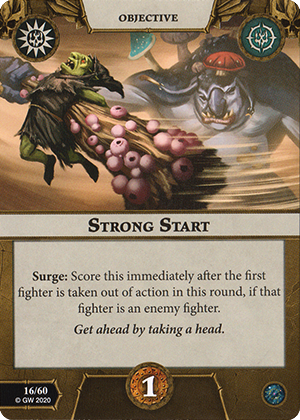 OBJECTIVE
STRONG START
Surge: Score this immediately after the first
fighter is taken out of action in this round, if that
fighter is an enemy fighter.
Get ahead by taking a head.
16/60
© GW 2020
1